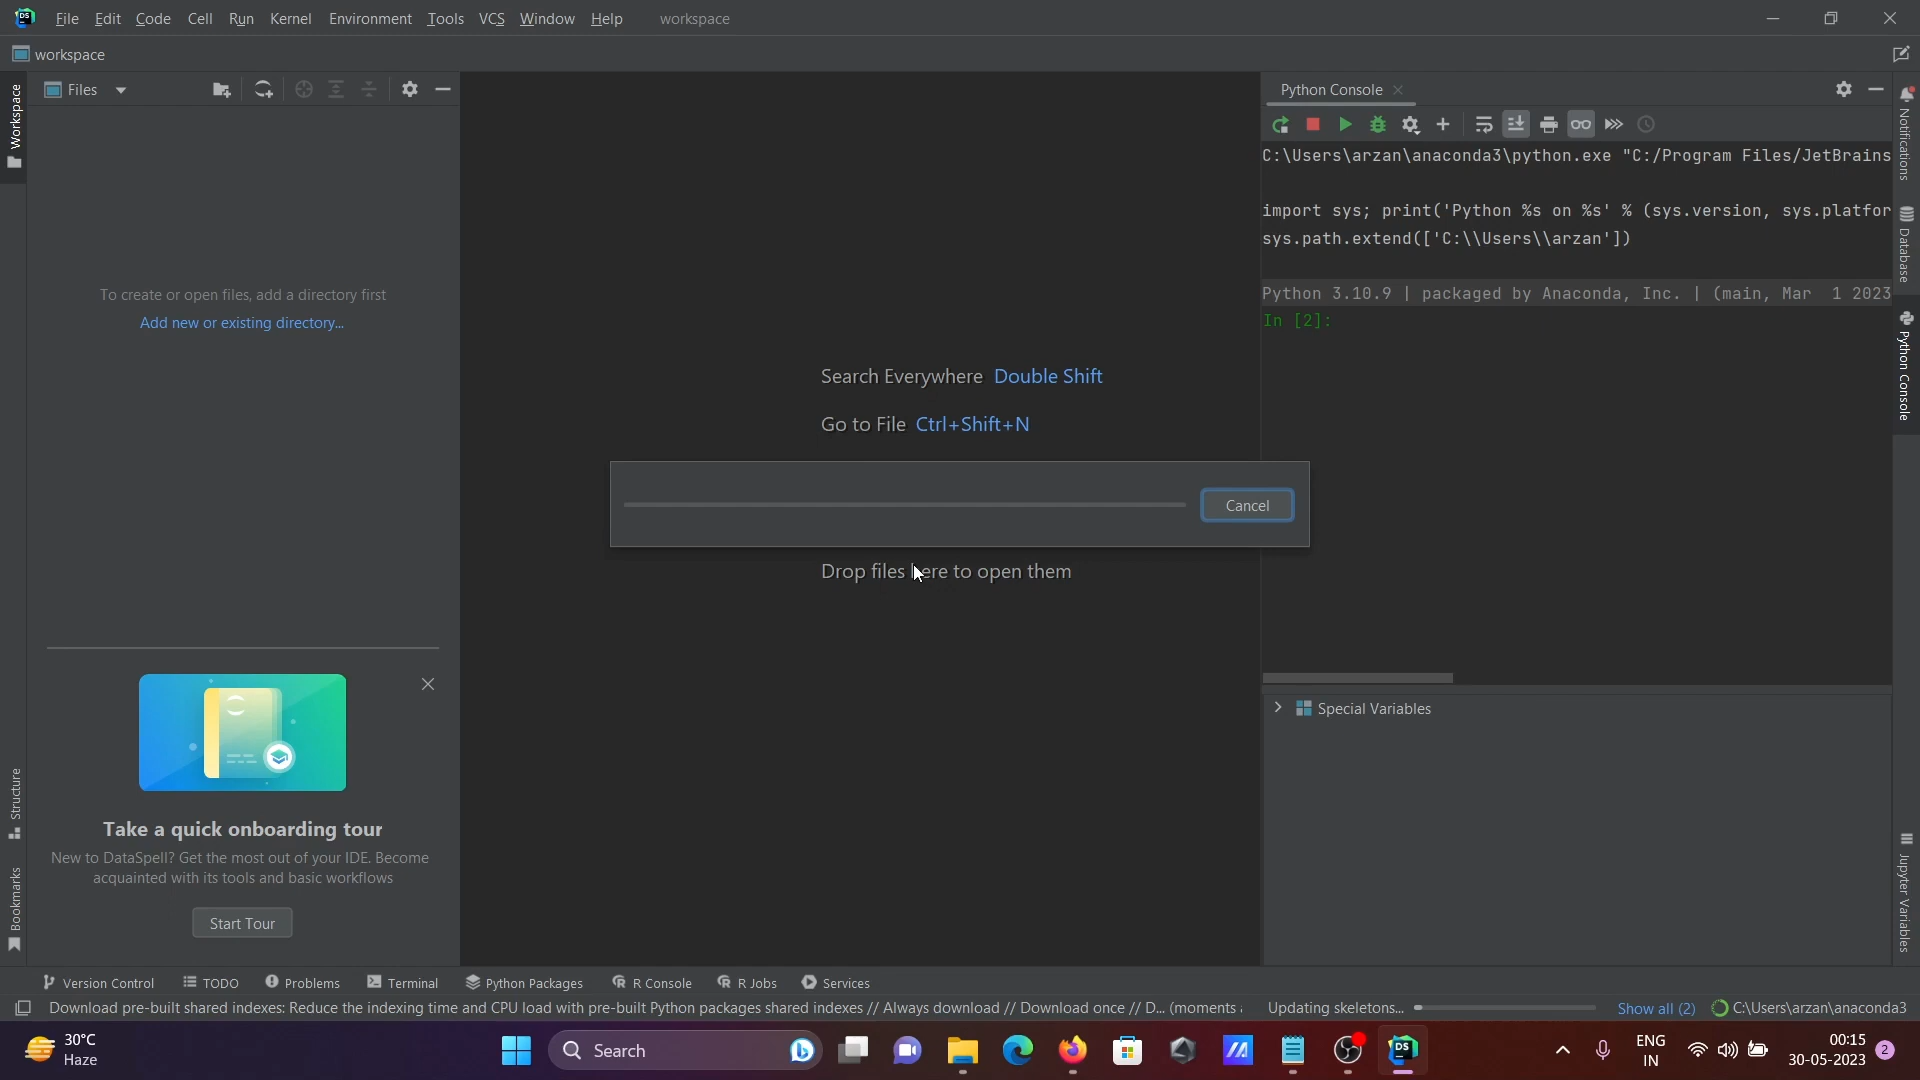 DS File Edit Code Cell Run Kernel Environment Tools VCS Window Help workspace
workspace
Workspace
Files
To create or open files, add a directory first
Add new or existing directory...
Take a quick onboarding tour
New to DataSpell? Get the most out of your IDE. Become
acquainted with its tools and basic workflows
Start Tour
Structure
Bookmarks
Search Everywhere Double Shift
Go to File Ctrl+Shift+N
Cancel
Drop files here to open them
Python Console
C:\Users\arzan\anaconda3\python.exe "C:/Program Files/JetBrains
import sys; print('Python %s on %s' % (sys.version, sys.platfor
sys.path.extend(['C:\\Users\\arzan'])
Python 3.10.9 | packaged by Anaconda, Inc. | (main, Mar 1 2023
In [2]:
Special Variables
Notifications
Database
Python Console
Jupyter Variables
Version Control TODO Problems Terminal Python Packages R Console R Jobs Services
Download pre-built shared indexes: Reduce the indexing time and CPU load with pre-built Python packages shared indexes // Always download // Download once // D... (moments Updating skeletons... Show all (2) C:\Users\arzan\anaconda3
30°C
Haze
Search
DS
ENG
IN
00:15
30-05-2023
2